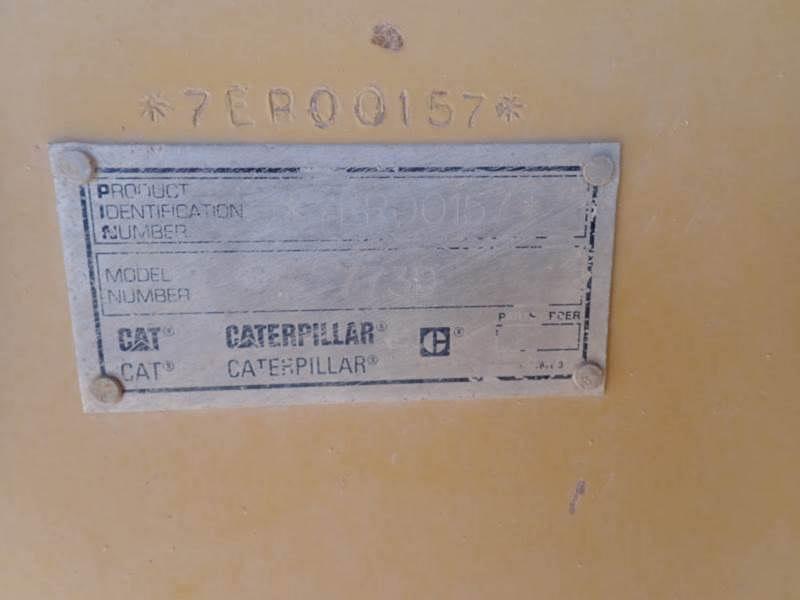 *7ER00157*
PRODUCT
IDENTIFICATION
NUMBER
MODEL
NUMBER
CAT® CATERPILLAR® ®
CAT® CATERPILLAR®